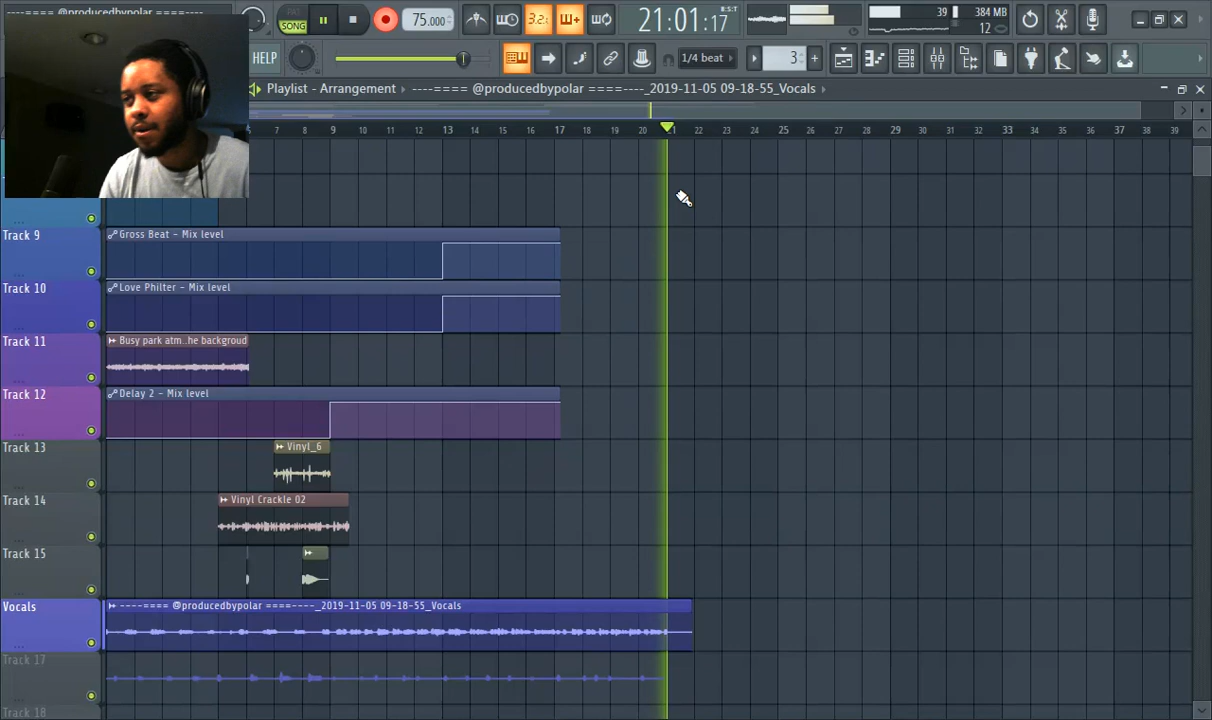 PAT
SONG
75.000
3.2:
21:01:17
B:S:T
39
384 MB
12
HELP
1/4 beat
3
Playlist - Arrangement
----==== @producedbypolar ====----_2019-11-05 09-18-55_Vocals
7 8 9 10 11 12 13 14 15 16 17 18 19 20 21 22 23 24 25 26 27 28 29 30 31 32 33 34 35 36 37 38 39
Track 9
Gross Beat - Mix level
Track 10
Love Philter - Mix level
Track 11
Busy park atm..he backgroud
Track 12
Delay 2 - Mix level
Track 13
Vinyl_6
Track 14
Vinyl Crackle 02
Track 15
Vocals
----==== @producedbypolar ====----_2019-11-05 09-18-55_Vocals
Track 17
Track 18